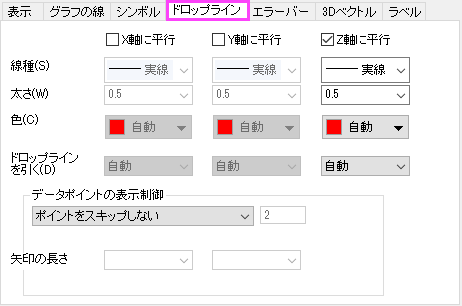 表示 グラフの線 シンボル ドロップライン エラーバー 3Dベクトル ラベル
X軸に平行 Y軸に平行 Z軸に平行
線種(S) 実線 実線 実線
太さ(W) 0.5 0.5 0.5
色(C) 自動 自動 自動
ドロップライン
を引く(D) 自動 自動 自動
データポイントの表示制御
ポイントをスキップしない 2
矢印の長さ